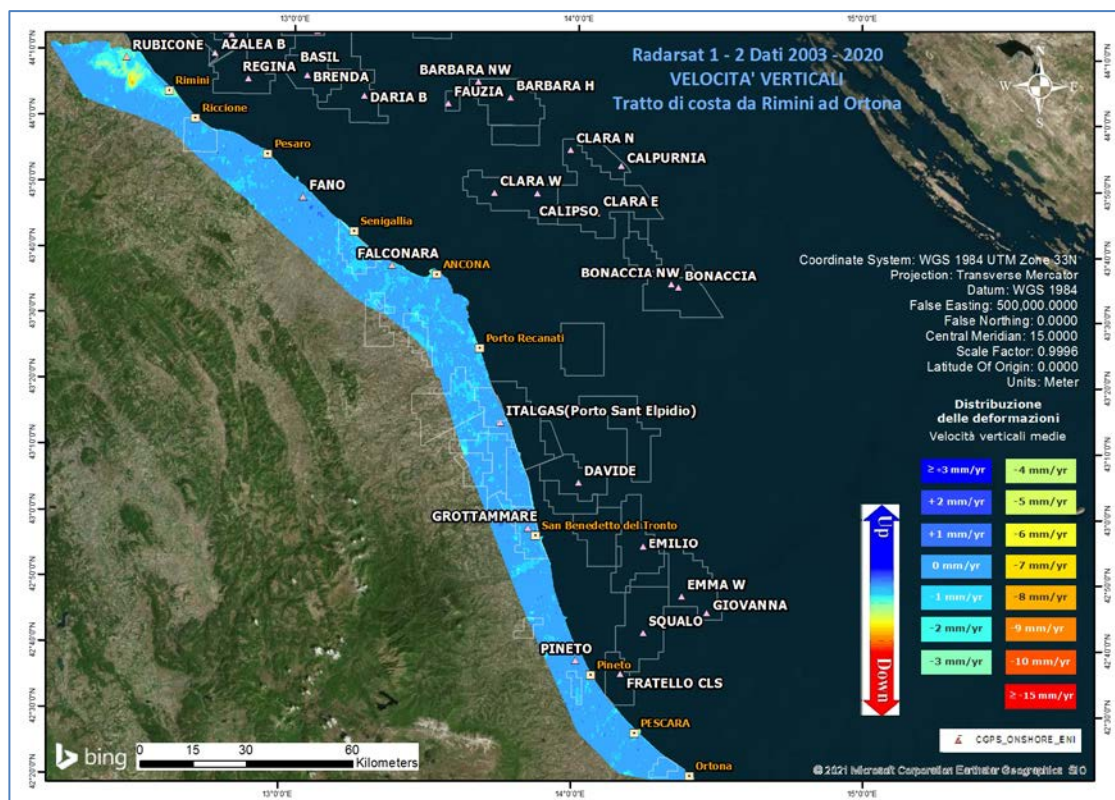 13°0'0"E
14°0'0"E
15°0'0"E
Radarsat 1 - 2 Dati 2003 - 2020
VELOCITA' VERTICALI
Tratto di costa da Rimini ad Ortona
N
W
E
S
RUBICONE
AZALEA B
REGINA
BASIL
BRENDA
DARIA B
BARBARA NW
FAUZIA
BARBARA H
Rimini
Riccione
Pesaro
FANO
CLARA N
CALPURNIA
CLARA W
CALIPSO
CLARA E
Senigallia
FALCONARA
ANCONA
BONACCIA NW
BONACCIA
Porto Recanati
ITALGAS(Porto Sant Elpidio)
DAVIDE
GROTTAMMARE
San Benedetto del Tronto
EMILIO
EMMA W
GIOVANNA
SQUALO
PINETO
Pineto
FRATELLO CLS
PESCARA
Ortona
Coordinate System: WGS 1984 UTM Zone 33N
Projection: Transverse Mercator
Datum: WGS 1984
False Easting: 500,000.0000
False Northing: 0.0000
Central Meridian: 15.0000
Scale Factor: 0.9996
Latitude Of Origin: 0.0000
Units: Meter
Distribuzione
delle deformazioni
Velocità verticali medie
≥ +3 mm/yr
-4 mm/yr
+2 mm/yr
-5 mm/yr
+1 mm/yr
-6 mm/yr
0 mm/yr
-7 mm/yr
-1 mm/yr
-8 mm/yr
-2 mm/yr
-9 mm/yr
-3 mm/yr
-10 mm/yr
≥ -15 mm/yr
Up
Down
CGPS_ONSHORE_ENI
bing
0 15 30 60
Kilometers
© 2021 Microsoft Corporation Earthstar Geographics SIO
13°0'0"E
14°0'0"E
15°0'0"E